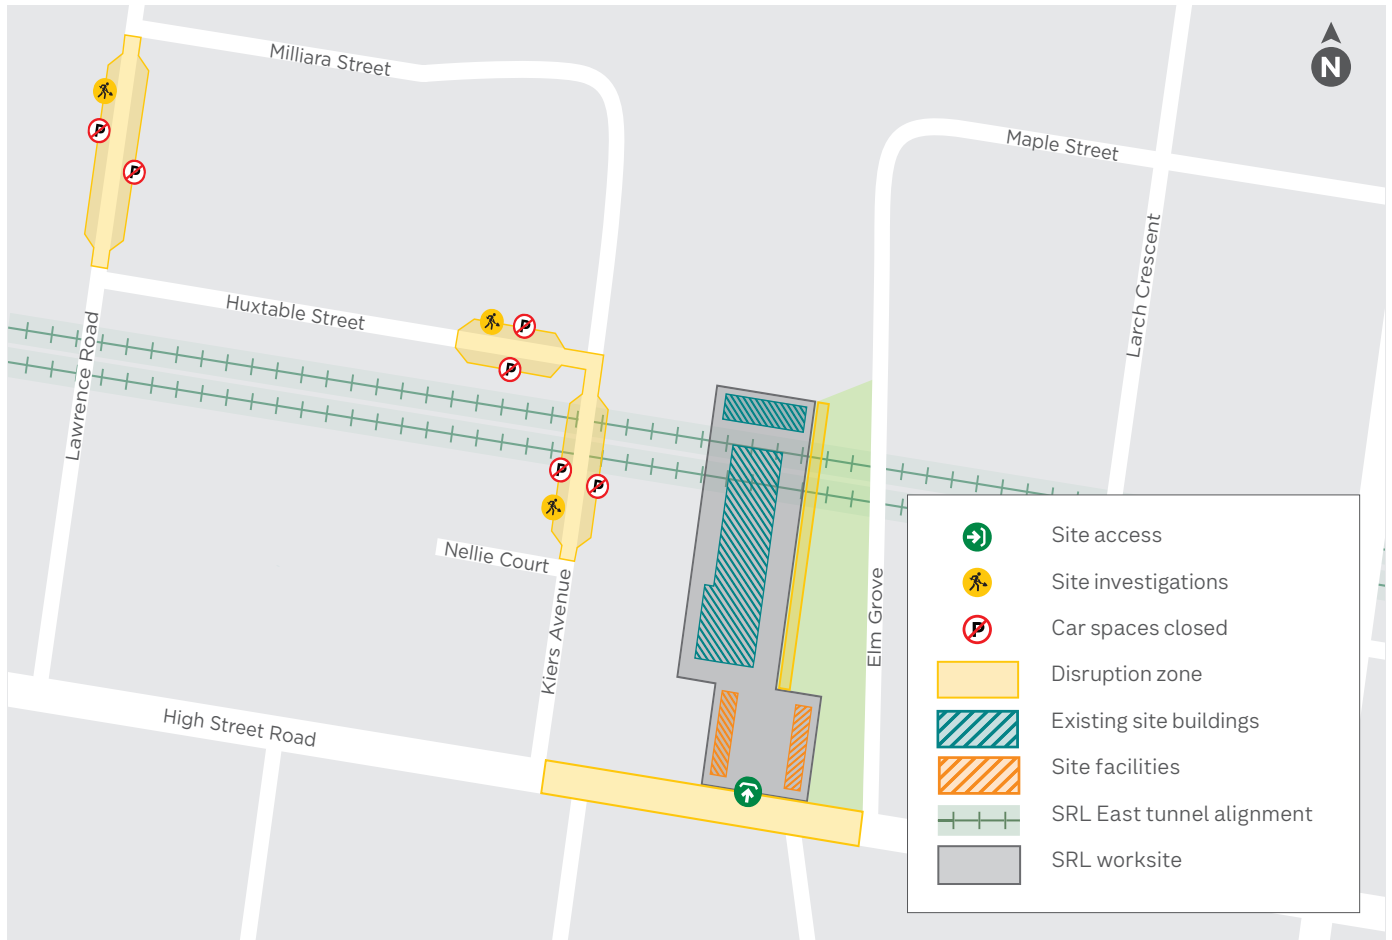 Milliara Street
N
Maple Street
P
P
Larch Crescent
Huxtable Street
P
P
Lawrence Road
P
P
Nellie Court
Kiers Avenue
Elm Grove
High Street Road
Site access
Site investigations
P
Car spaces closed
Disruption zone
Existing site buildings
Site facilities
SRL East tunnel alignment
SRL worksite